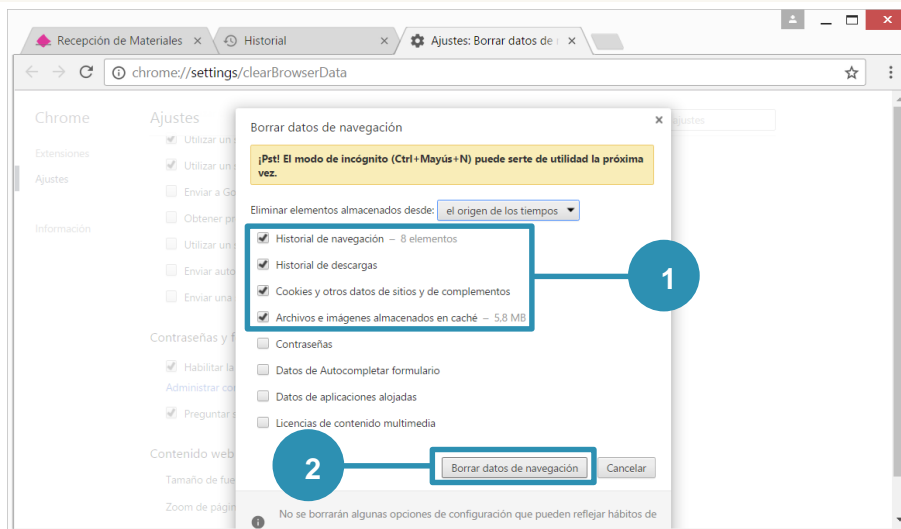 Recepción de Materiales
Historial
Ajustes: Borrar datos de
chrome://settings/clearBrowserData
Chrome
Extensiones
Ajustes
Información
Ajustes
Utilizar un
Utilizar un
Enviar a Go
Obtener pr
Utilizar un
Enviar auto
Enviar una
Contraseñas y f
Habilitar la
Administrar con
Preguntar
Contenido web
Tamaño de fue
Zoom de págin
ajustes
Borrar datos de navegación
¡Pst! El modo de incógnito (Ctrl+Mayús+N) puede serte de utilidad la próxima
vez.
Eliminar elementos almacenados desde: el origen de los tiempos
Historial de navegación – 8 elementos
Historial de descargas
Cookies y otros datos de sitios y de complementos
Archivos e imágenes almacenados en caché – 5,8 MB
Contraseñas
Datos de Autocompletar formulario
Datos de aplicaciones alojadas
Licencias de contenido multimedia
1
2
Borrar datos de navegación
Cancelar
No se borrarán algunas opciones de configuración que pueden reflejar hábitos de